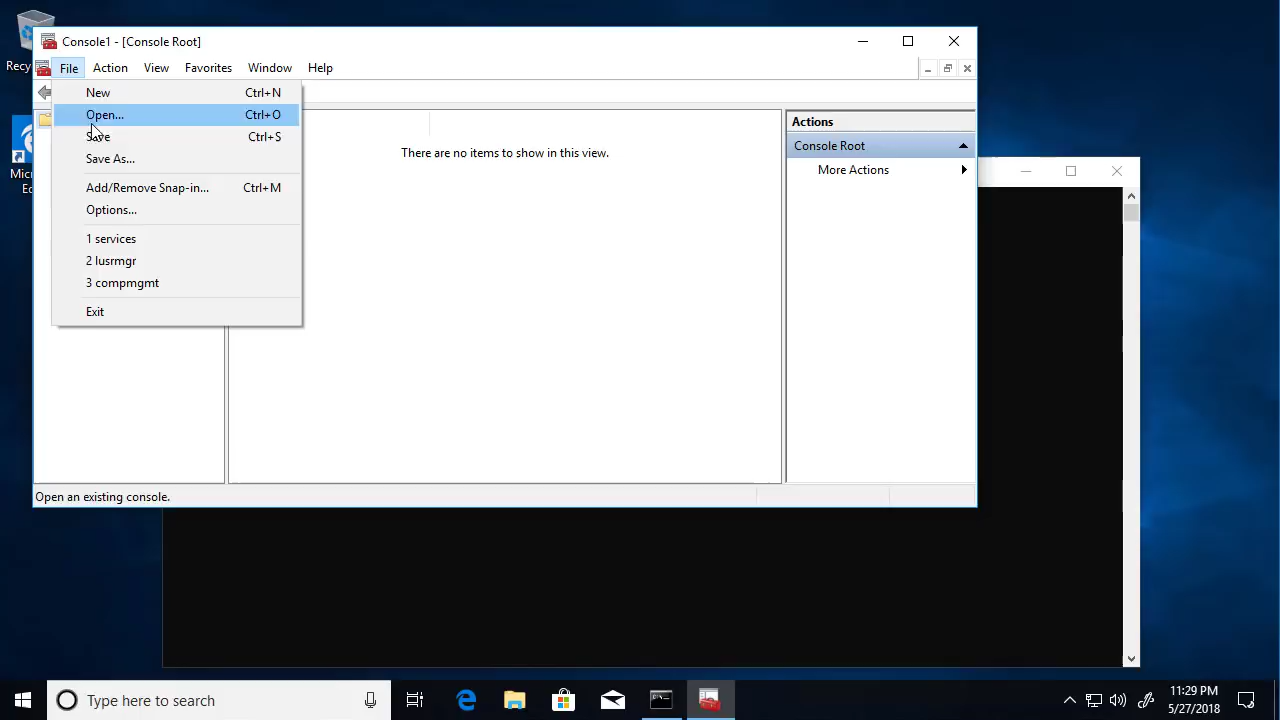 Console1 - [Console Root]
File Action View Favorites Window Help
New Ctrl+N
Open... Ctrl+O
Save Ctrl+S
Save As...
Add/Remove Snap-in... Ctrl+M
Options...
1 services
2 lusrmgr
3 compmgmt
Exit
There are no items to show in this view.
Actions
Console Root
More Actions
Open an existing console.
Type here to search
11:29 PM
5/27/2018